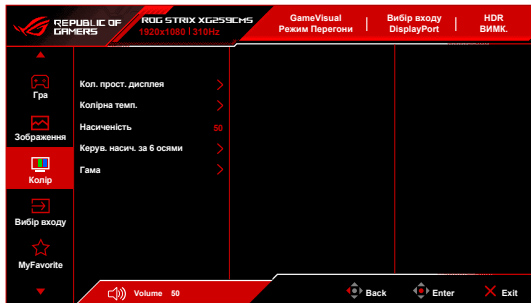 REPUBLIC OF
GAMERS
ROG STRIX XG259CMS
1920x1080 | 310Hz
GameVisual
Режим Перегони
Вибір входу
DisplayPort
HDR
ВИМК.
Гра
Зображення
Колір
Вибір входу
MyFavorite
Кол. прост. дисплея
Колірна темп.
Насиченість 50
Керув. насич. за 6 осями
Гама
Volume 50
Back
Enter
Exit